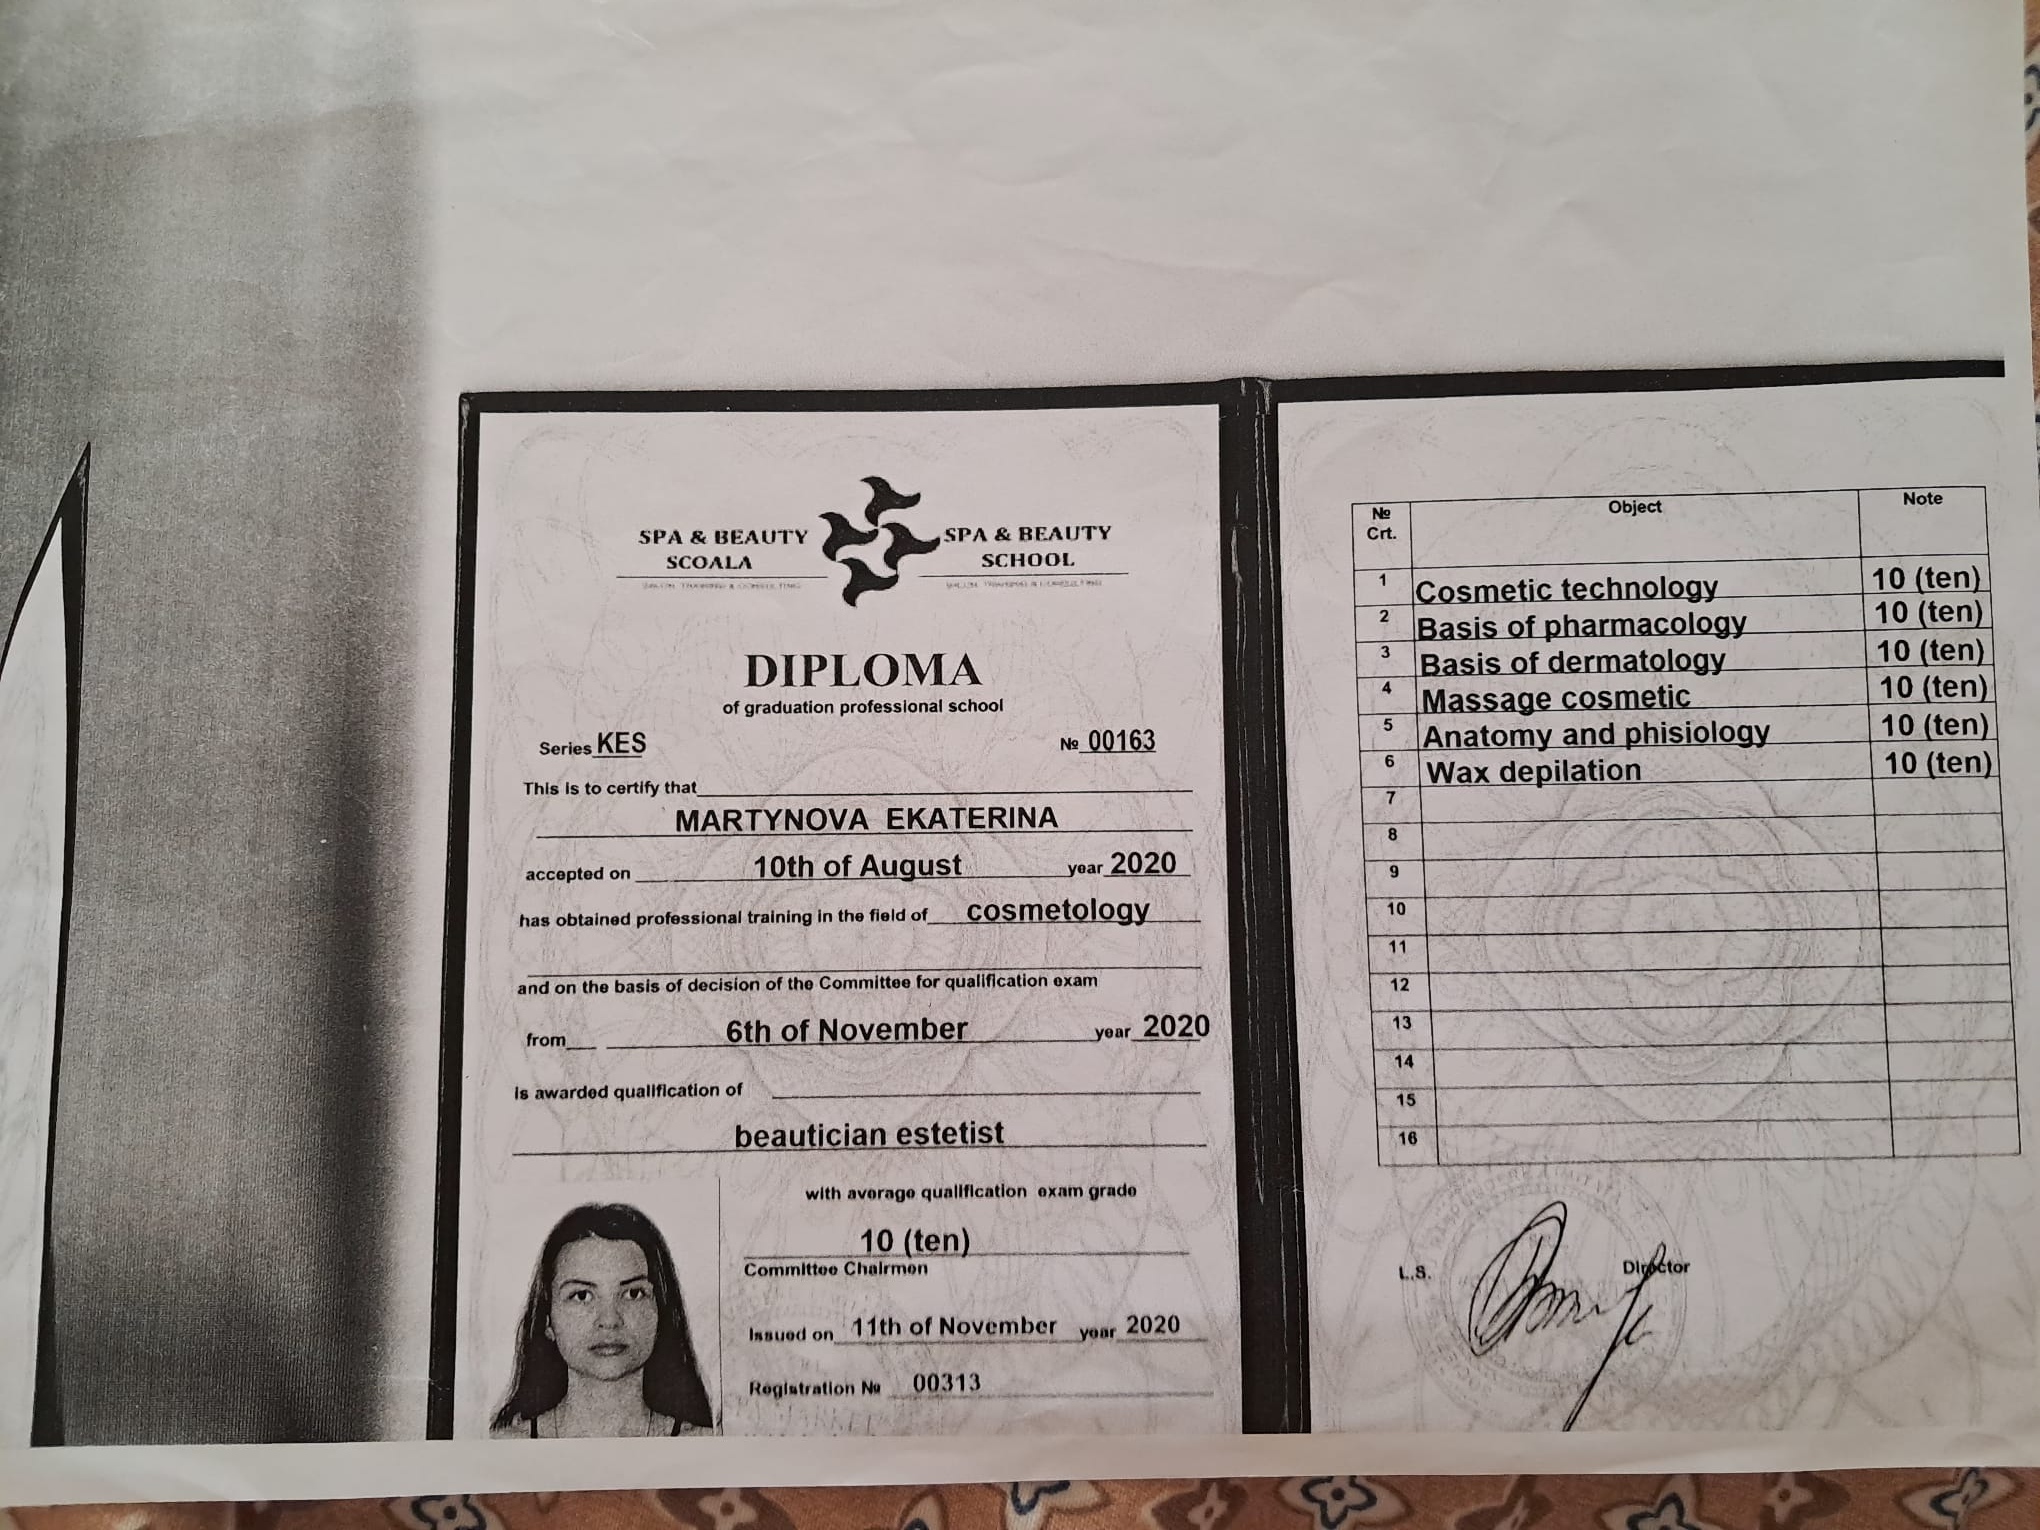 SPA & BEAUTY
SCOALA
SPA & BEAUTY
SCHOOL
DIPLOMA
of graduation professional school
Series KES № 00163
This is to certify that
MARTYNOVA EKATERINA
accepted on 10th of August year 2020
has obtained professional training in the field of cosmetology
and on the basis of decision of the Committee for qualification exam
from 6th of November year 2020
is awarded qualification of
beautician estetist
with average qualification exam grade
10 (ten)
Committee Chairmen
Issued on 11th of November year 2020
Registration № 00313
№ Crt. Object Note
1 Cosmetic technology 10 (ten)
2 Basis of pharmacology 10 (ten)
3 Basis of dermatology 10 (ten)
4 Massage cosmetic 10 (ten)
5 Anatomy and phisiology 10 (ten)
6 Wax depilation 10 (ten)
7
8
9
10
11
12
13
14
15
16
L.S. Director